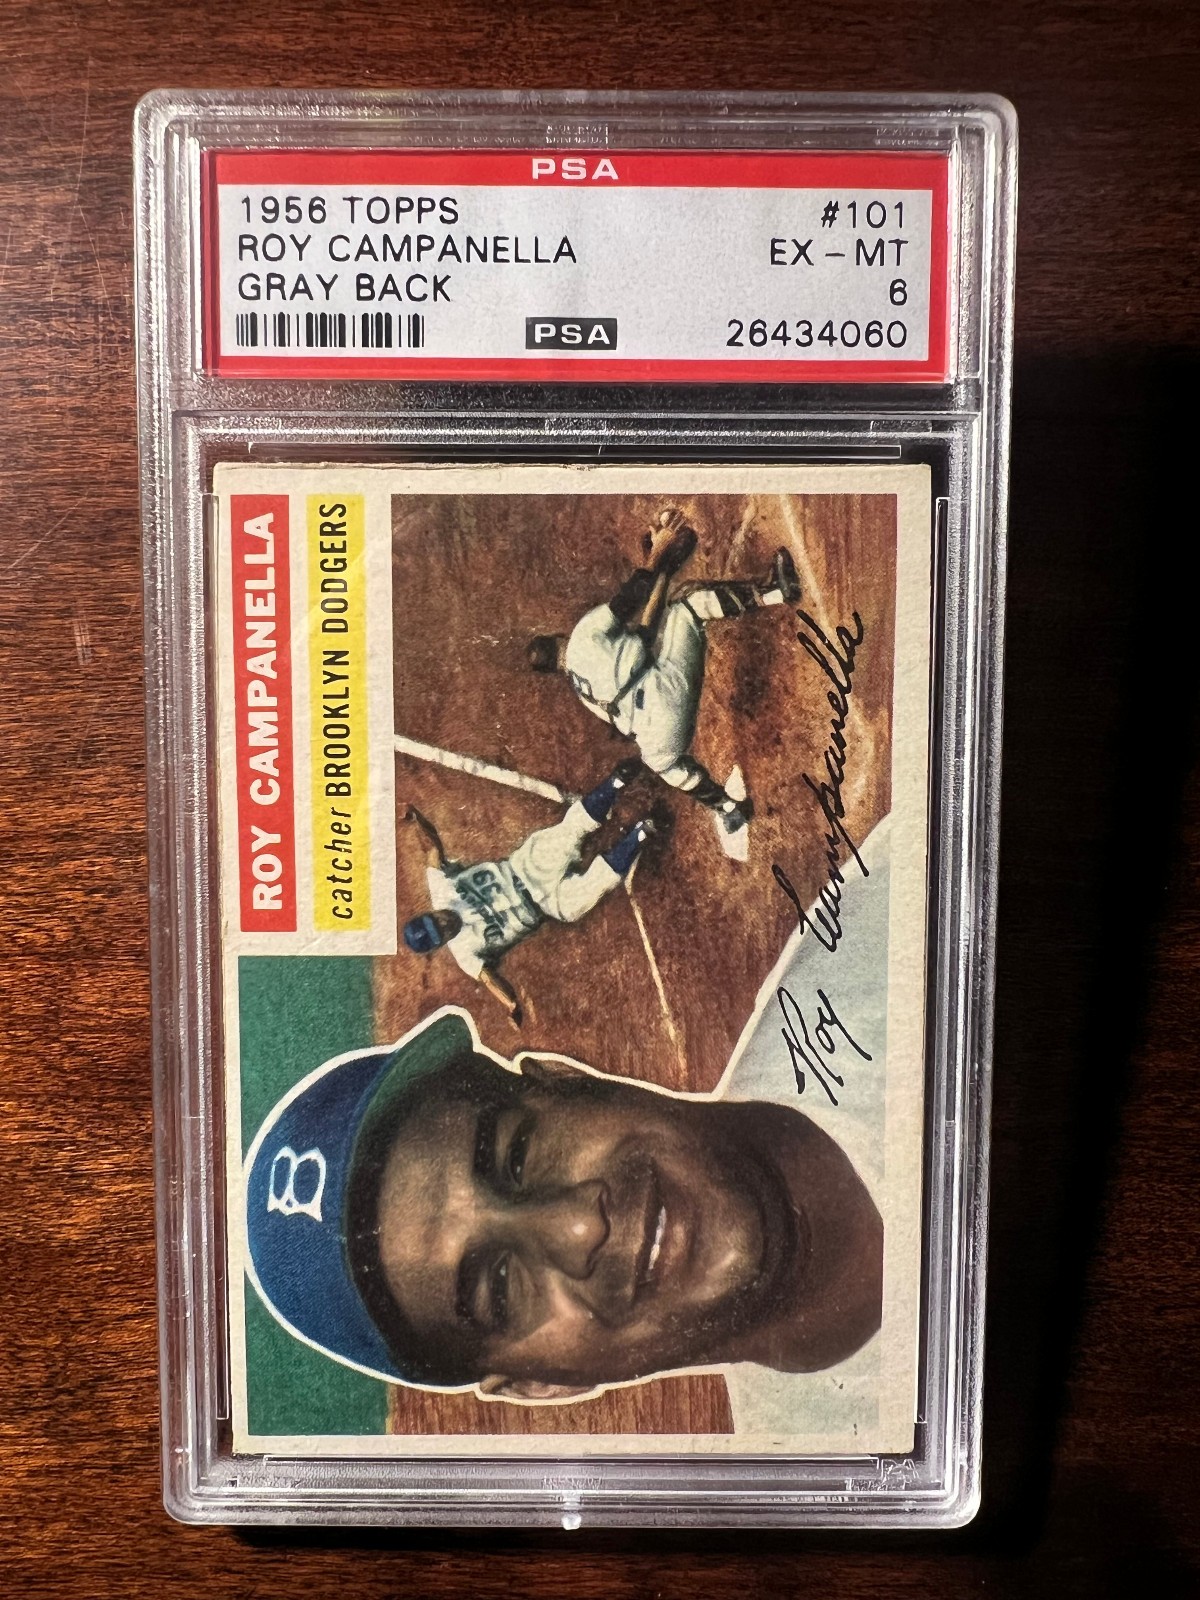 PSA
1956 TOPPS #101
ROY CAMPANELLA EX - MT
GRAY BACK 6
PSA 26434060
ROY CAMPANELLA
catcher BROOKLYN DODGERS
B
Roy Campanella